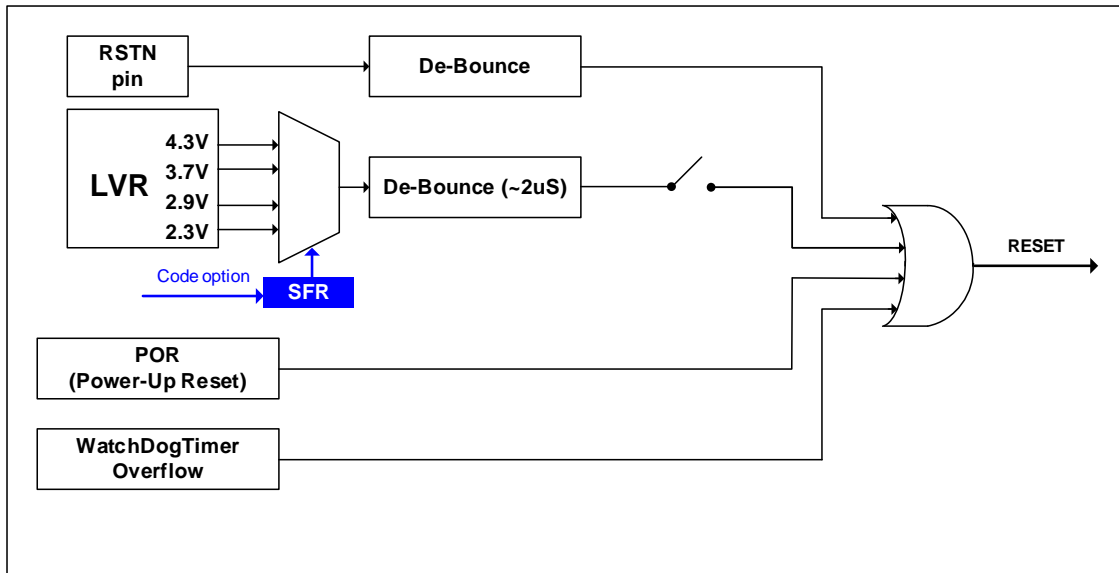 RSTN
pin
De-Bounce
LVR
4.3V
3.7V
2.9V
2.3V
De-Bounce (~2uS)
Code option
SFR
RESET
POR
(Power-Up Reset)
WatchDogTimer
Overflow